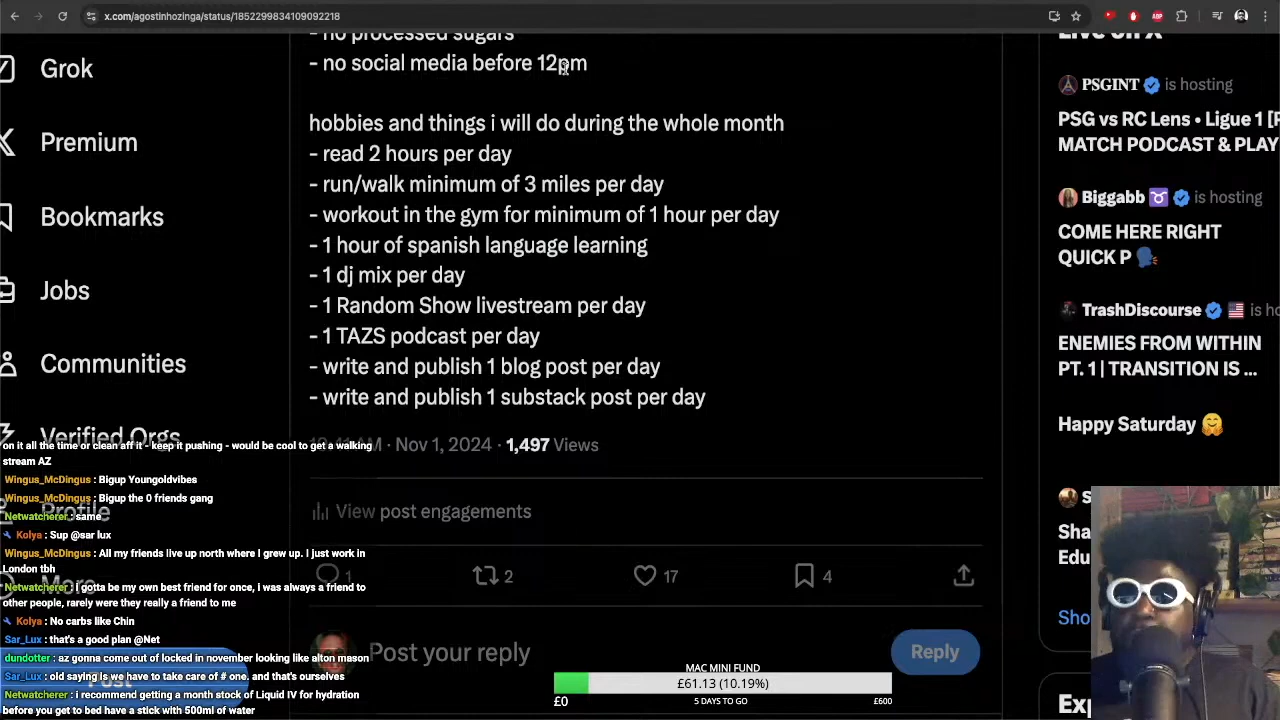 x.com/agostinhozinga/status/1852299834109092218
- no processed sugars
- no social media before 12pm
hobbies and things i will do during the whole month
- read 2 hours per day
- run/walk minimum of 3 miles per day
- workout in the gym for minimum of 1 hour per day
- 1 hour of spanish language learning
- 1 dj mix per day
- 1 Random Show livestream per day
- 1 TAZS podcast per day
- write and publish 1 blog post per day
- write and publish 1 substack post per day
· Nov 1, 2024 · 1,497 Views
View post engagements
1
2
17
4
Post your reply
Reply
Grok
Premium
Bookmarks
Jobs
Communities
Verified Orgs
Profile
More
Post
on it all the time or clean aff it - keep it pushing - would be cool to get a walking
stream AZ
Wingus_McDingus : Bigup Youngoldvibes
Wingus_McDingus : Bigup the 0 friends gang
Netwatcherer : same
Kolya : Sup @sar lux
Wingus_McDingus : All my friends live up north where I grew up. I just work in
London tbh
Netwatcherer : i gotta be my own best friend for once, i was always a friend to
other people, rarely were they really a friend to me
Kolya : No carbs like Chin
Sar_Lux : that's a good plan @Net
dundotter : az gonna come out of locked in november looking like alton mason
Sar_Lux : old saying is we have to take care of # one. and that's ourselves
Netwatcherer : i recommend getting a month stock of Liquid IV for hydration
before you get to bed have a stick with 500ml of water
MAC MINI FUND
£61.13 (10.19%)
£0
5 DAYS TO GO
£600
Live on X
PSGINT is hosting
PSG vs RC Lens • Ligue 1 [
MATCH PODCAST & PLAY
Biggabb is hosting
COME HERE RIGHT
QUICK P
TrashDiscourse is ho
ENEMIES FROM WITHIN
PT. 1 | TRANSITION IS ...
Happy Saturday
S
Sha
Edu
Sho
Exp